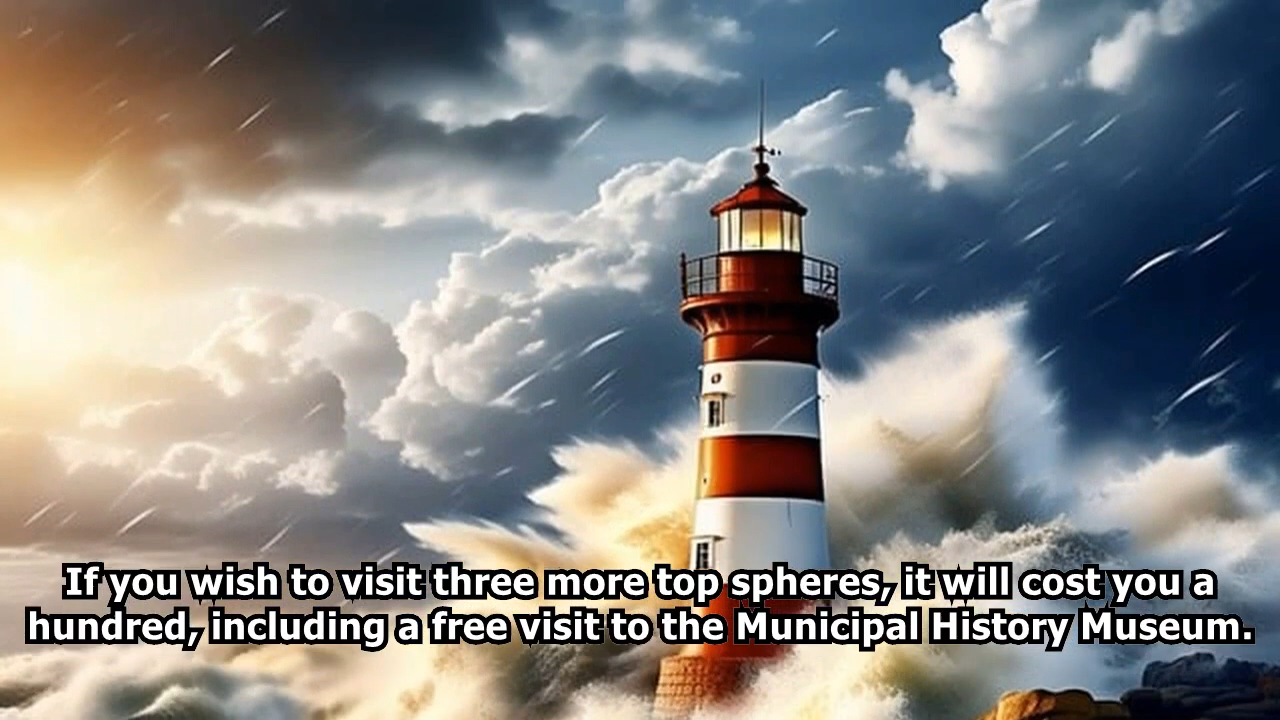 If you wish to visit three more top spheres, it will cost you a
hundred, including a free visit to the Municipal History Museum.